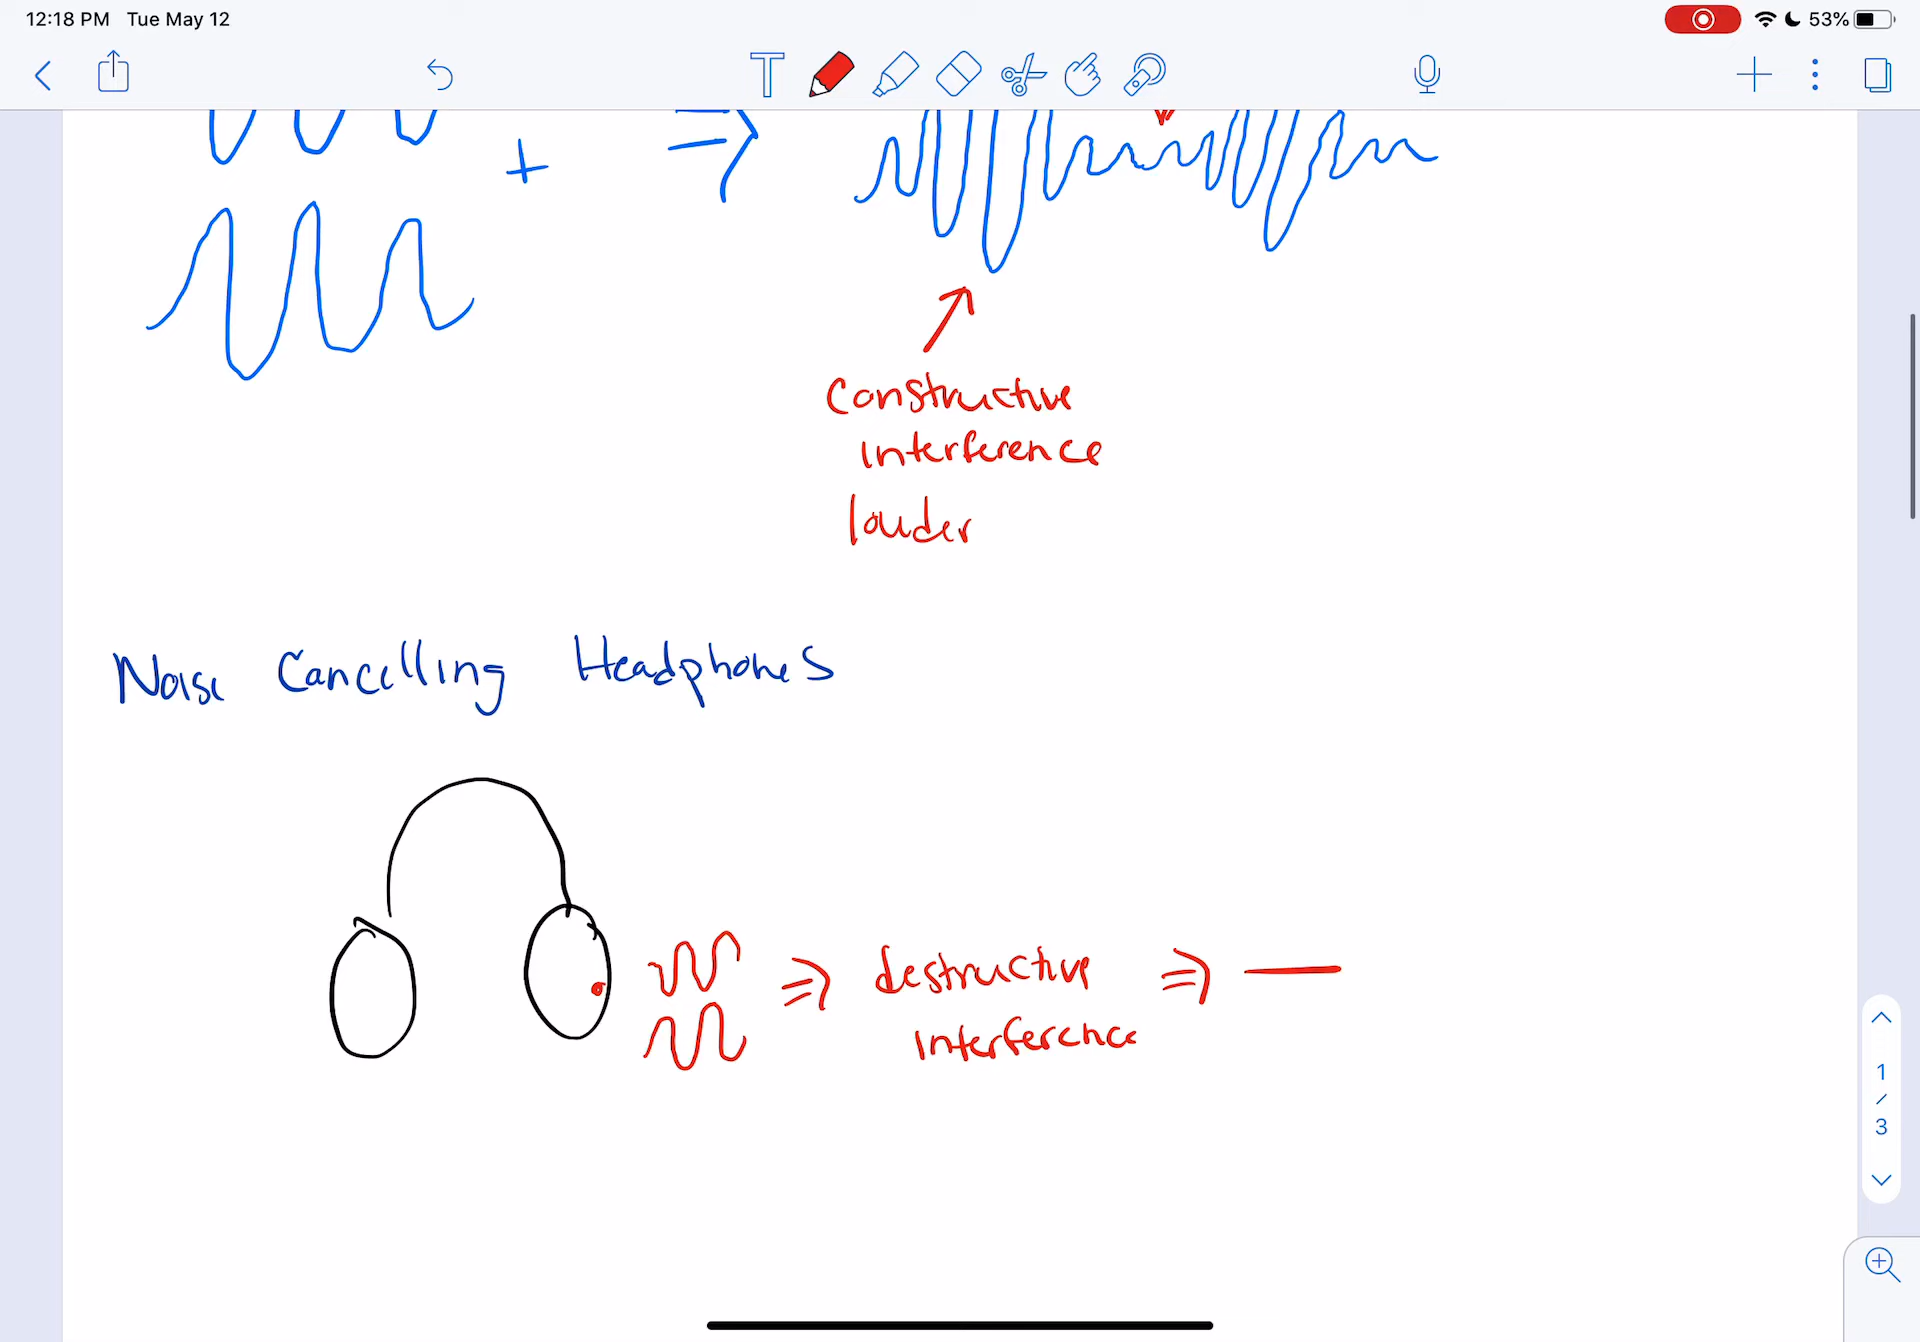 12:18 PM Tue May 12
53%
T
+ ⇒
Constructive
interference
louder
Noise Cancelling Headphones
⇒ destructive ⇒ —
interference
1
/
3